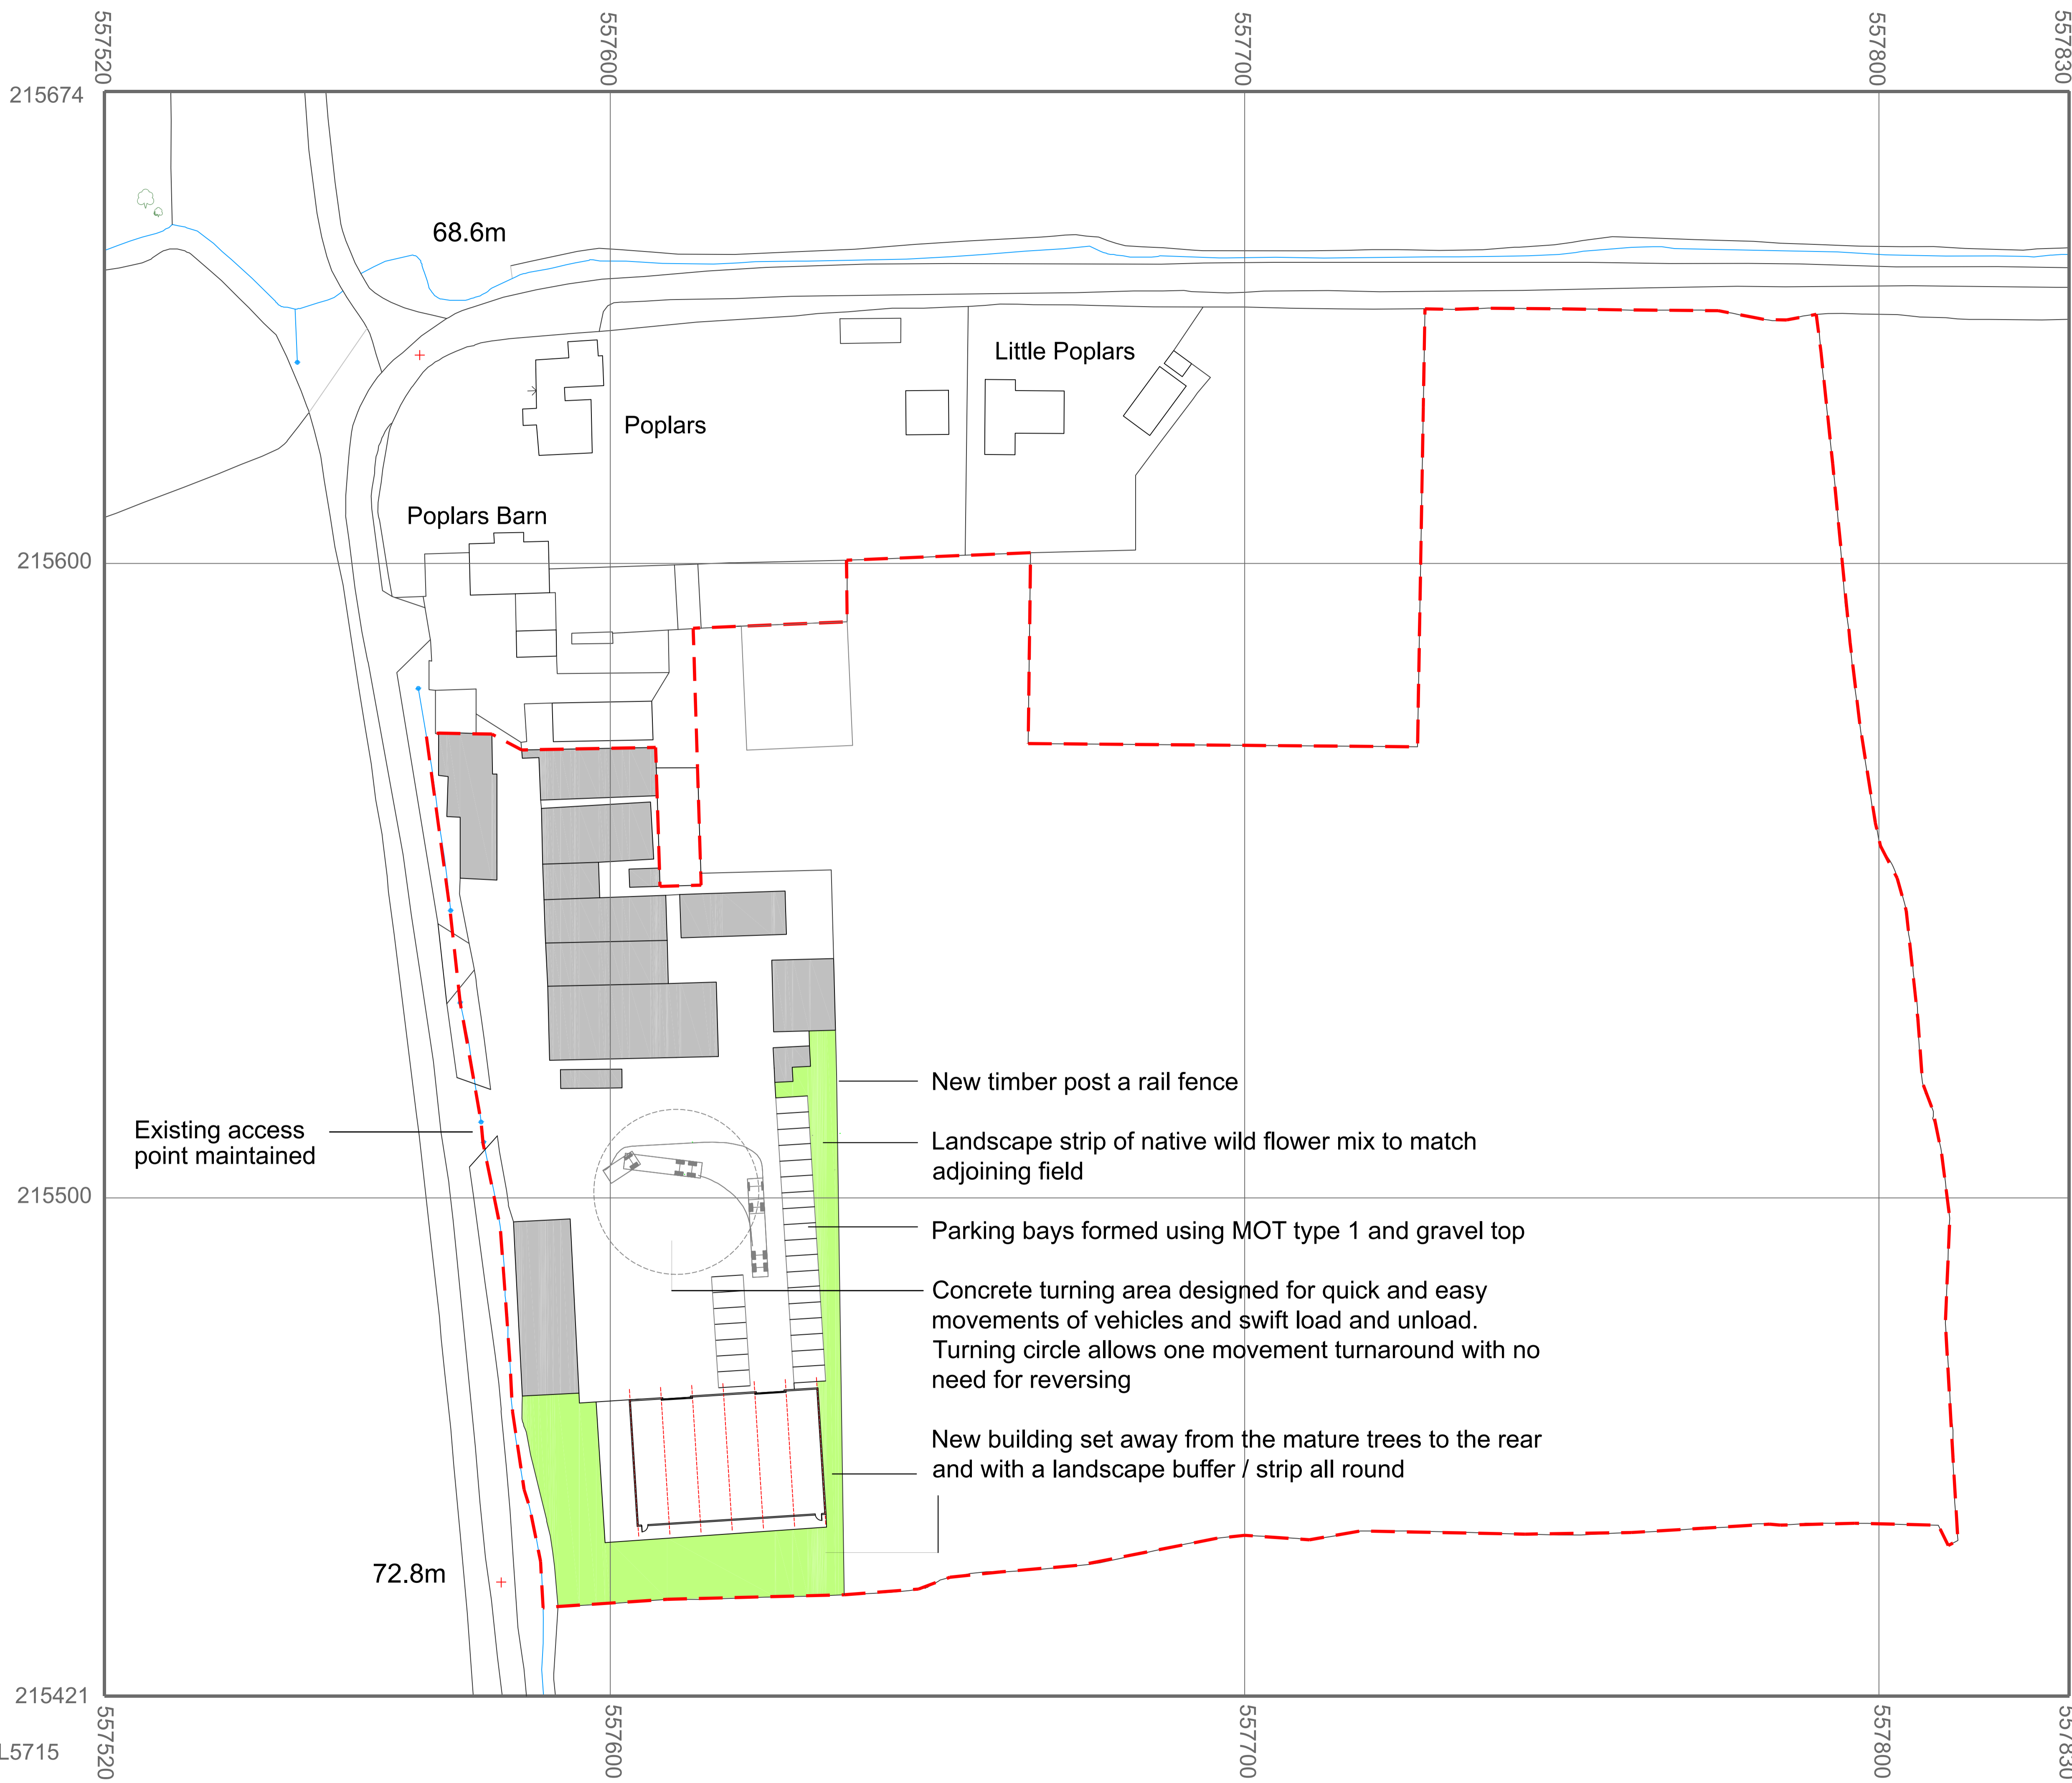 557520
557600
557700
557800
557830
215674
68.6m
Little Poplars
Poplars
Poplars Barn
215600
New timber post a rail fence
Existing access
point maintained
Landscape strip of native wild flower mix to match
adjoining field
215500
Parking bays formed using MOT type 1 and gravel top
Concrete turning area designed for quick and easy
movements of vehicles and swift load and unload.
Turning circle allows one movement turnaround with no
need for reversing
New building set away from the mature trees to the rear
and with a landscape buffer / strip all round
72.8m
215421
557520
557600
557700
557800
557830
L5715